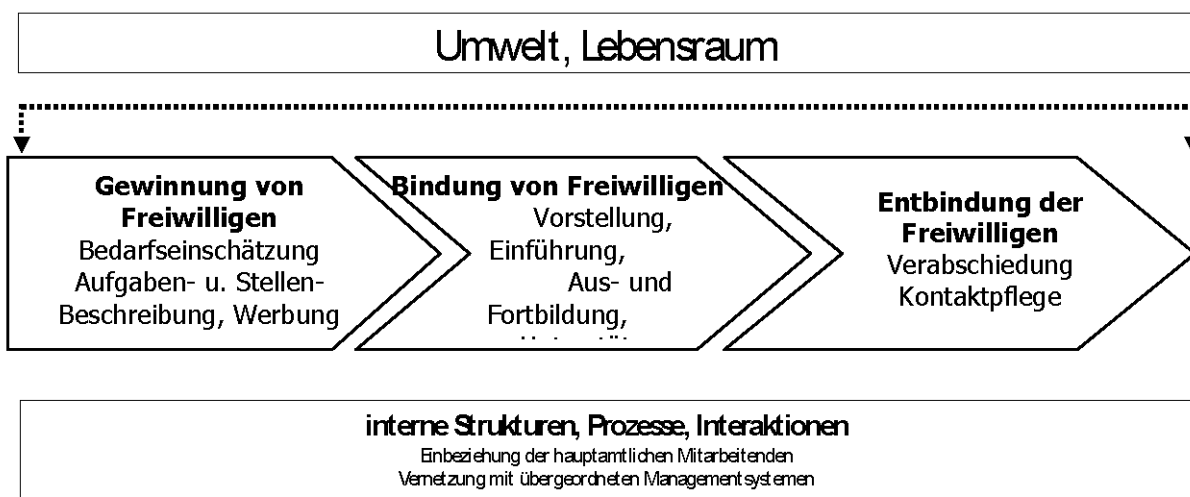 Umwelt, Lebensraum
Gewinnung von
Freiwilligen
Bedarfseinschätzung
Aufgaben- u. Stellen-
Beschreibung, Werbung
Bindung von Freiwilligen
Vorstellung,
Einführung,
Aus- und
Fortbildung,
Entbindung der
Freiwilligen
Verabschiedung
Kontaktpflege
interne Strukturen, Prozesse, Interaktionen
Einbeziehung der hauptamtlichen Mitarbeitenden
Vernetzung mit übergeordneten Managementsystemen